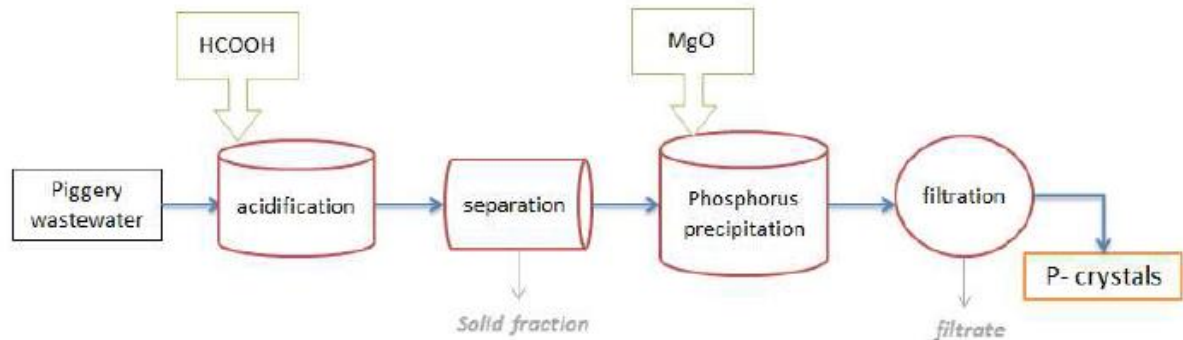 HCOOH
MgO
Piggery
wastewater
acidification
separation
Phosphorus
precipitation
filtration
P- crystals
Solid fraction
filtrate